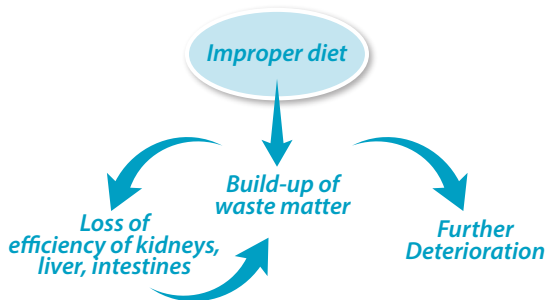 Improper diet
Build-up of
waste matter
Loss of
efficiency of kidneys,
liver, intestines
Further
Deterioration